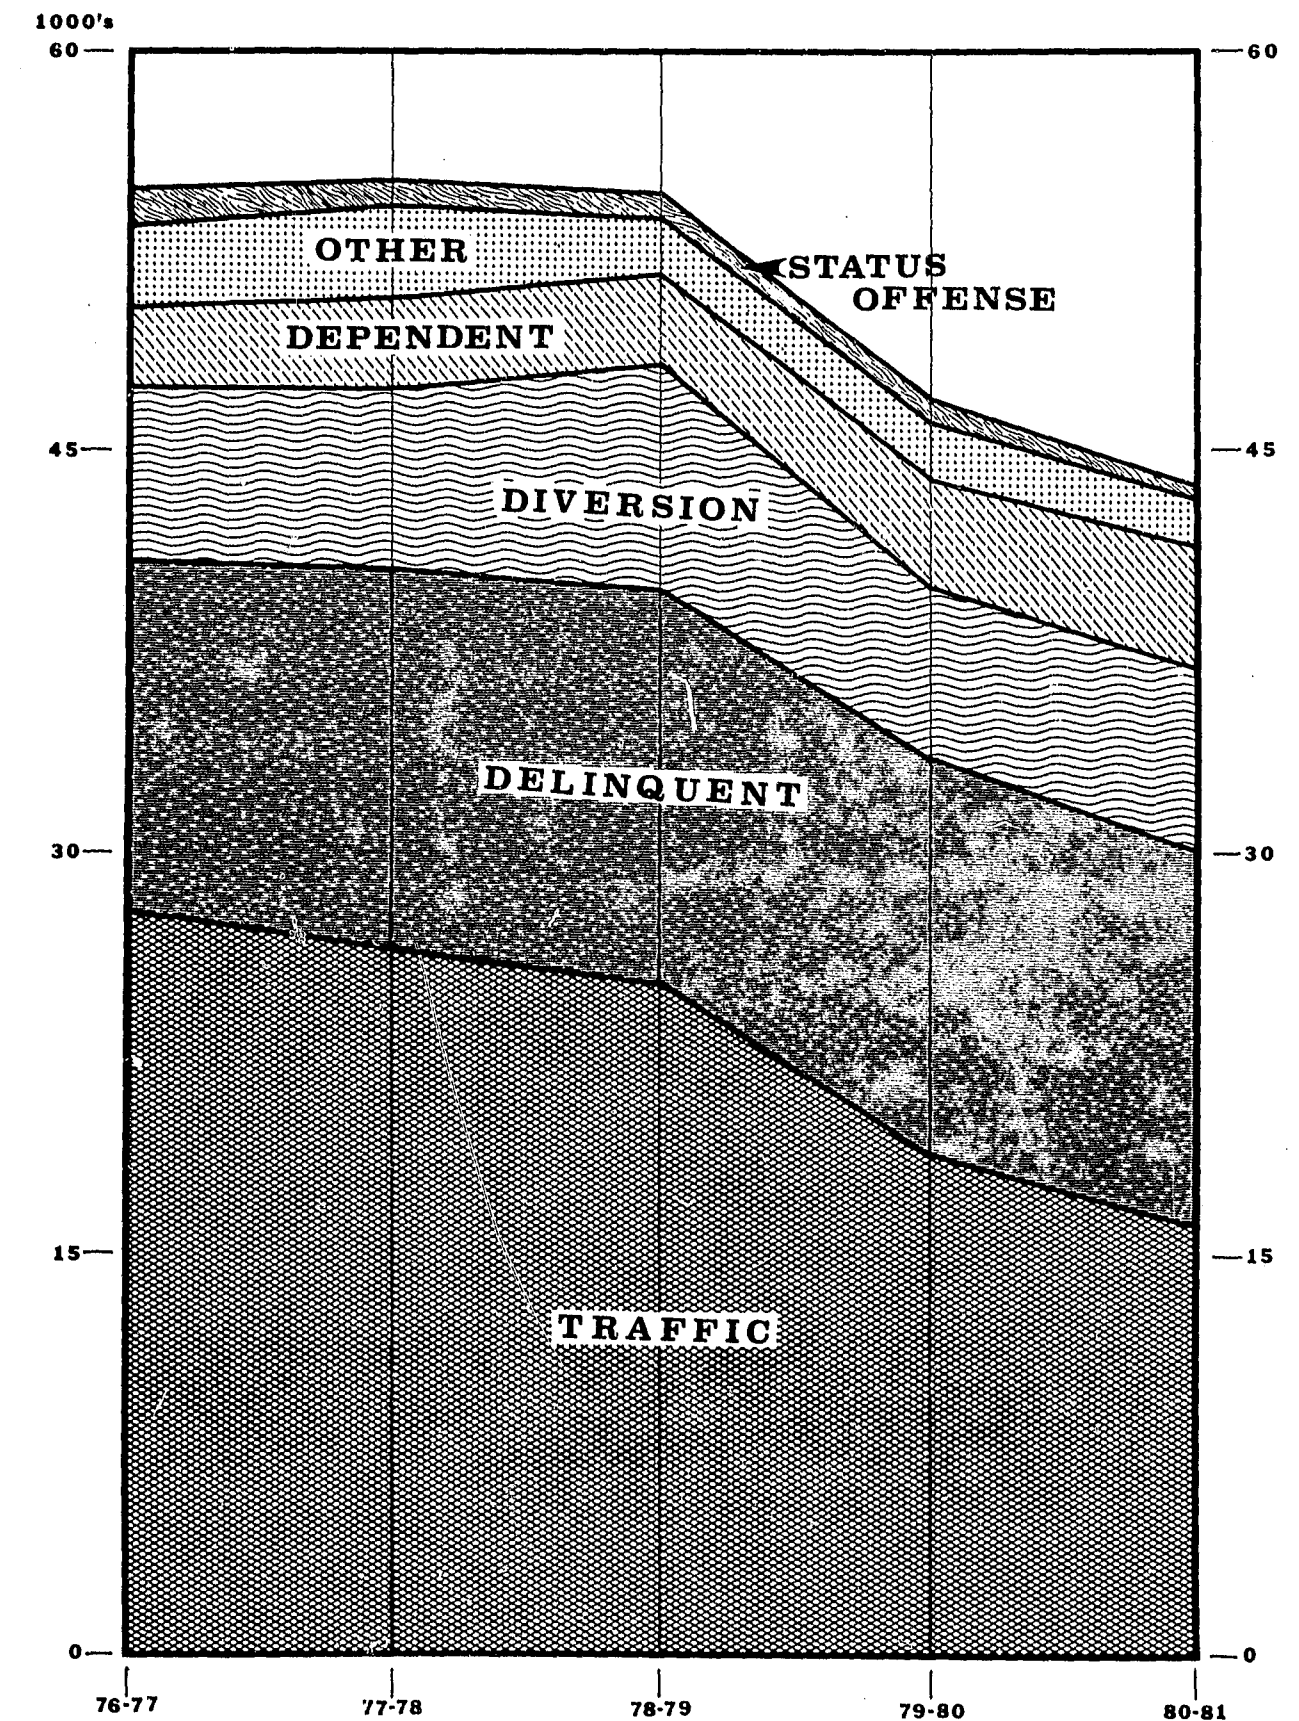 1000's
60 60
OTHER
STATUS
OFFENSE
DEPENDENT
45 45
DIVERSION
DELINQUENT
30 30
15 15
TRAFFIC
0 0
76-77 77-78 78-79 79-80 80-81